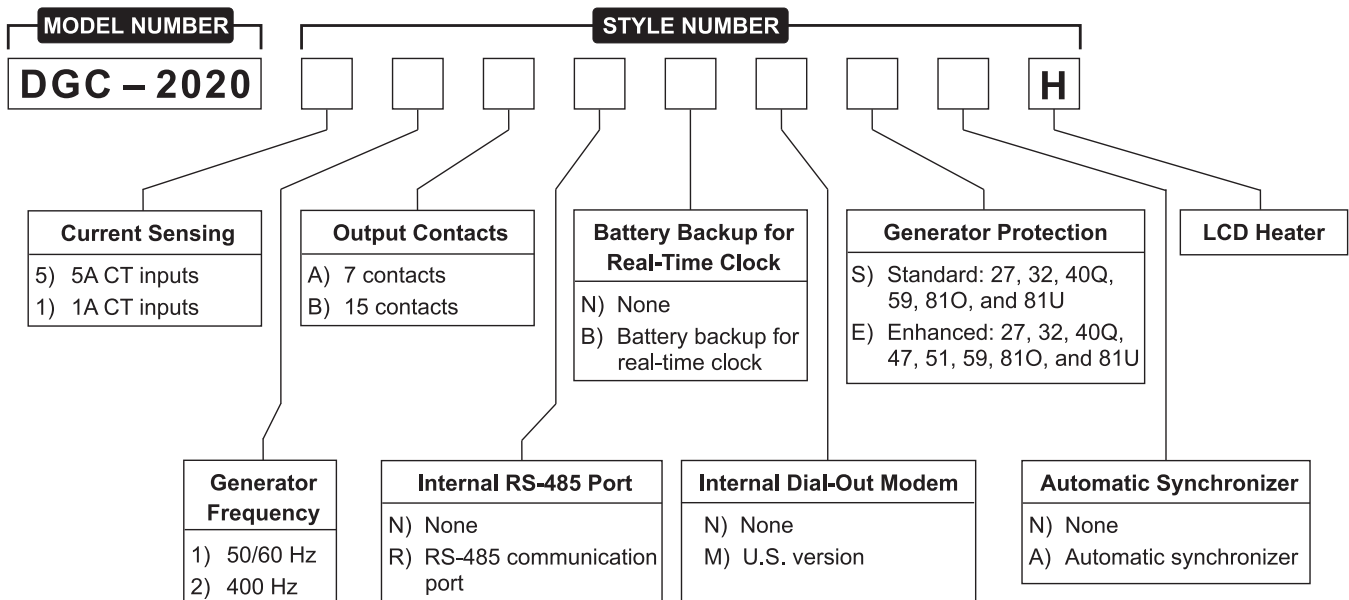 MODEL NUMBER
STYLE NUMBER
DGC – 2020
H
Current Sensing
5) 5A CT inputs
1) 1A CT inputs
Output Contacts
A) 7 contacts
B) 15 contacts
Battery Backup for
Real-Time Clock
N) None
B) Battery backup for
real-time clock
Generator Protection
S) Standard: 27, 32, 40Q,
59, 81O, and 81U
E) Enhanced: 27, 32, 40Q,
47, 51, 59, 81O, and 81U
LCD Heater
Generator
Frequency
1) 50/60 Hz
2) 400 Hz
Internal RS-485 Port
N) None
R) RS-485 communication
port
Internal Dial-Out Modem
N) None
M) U.S. version
Automatic Synchronizer
N) None
A) Automatic synchronizer